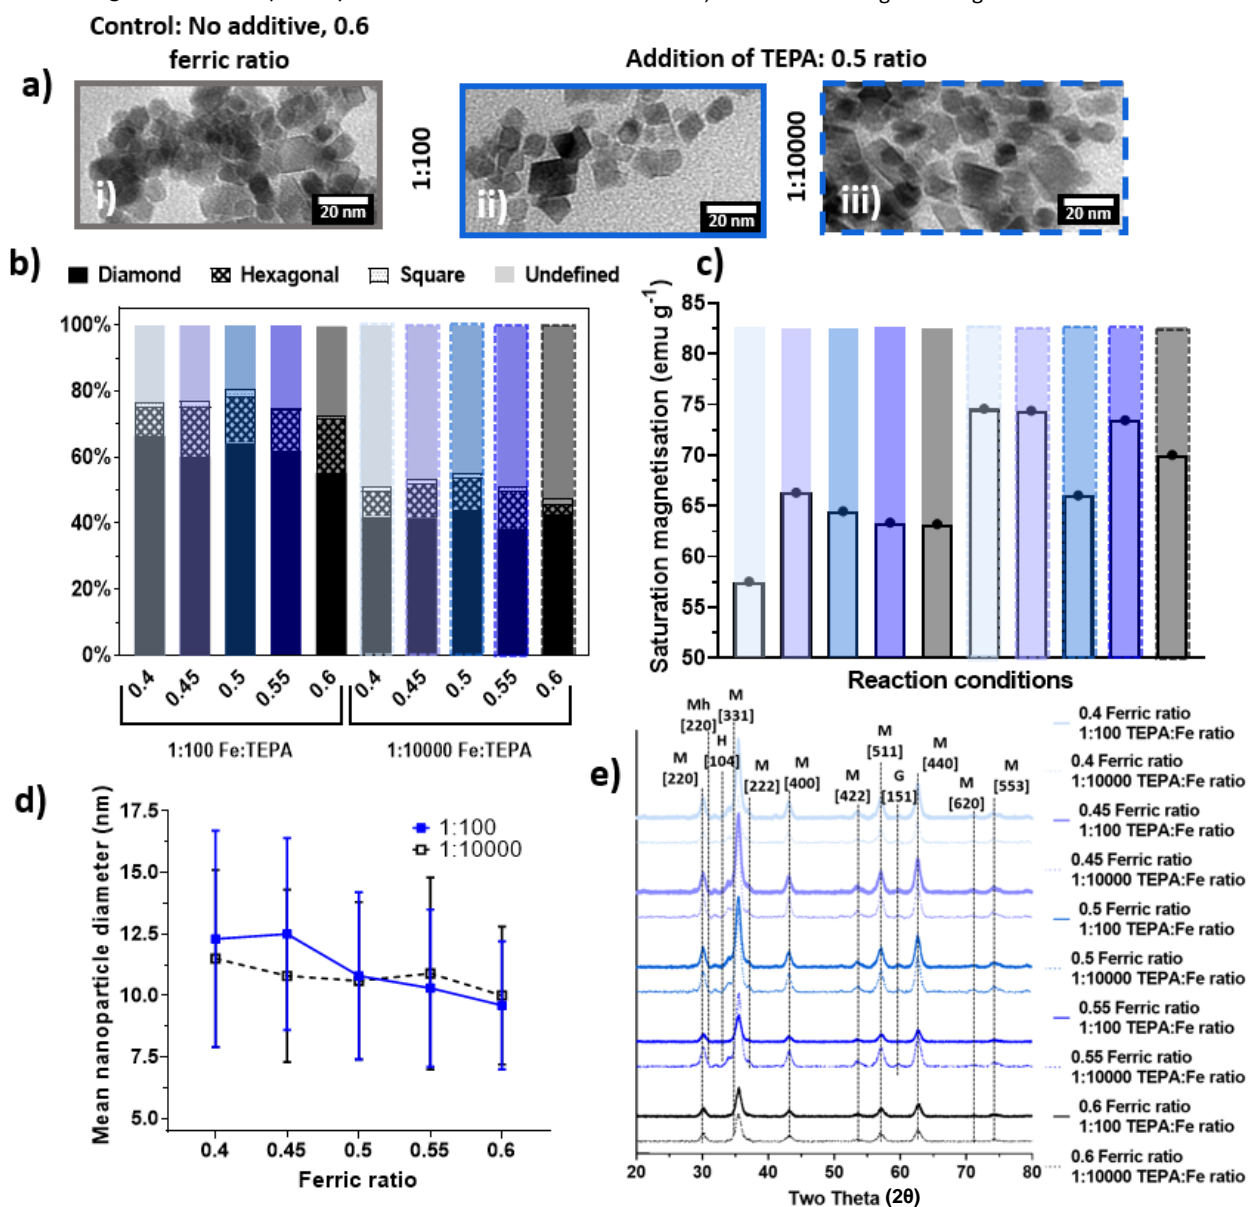 Control: No additive, 0.6
ferric ratio
Addition of TEPA: 0.5 ratio
a)
i)
20 nm
1:100
ii)
20 nm
1:10000
iii)
20 nm
b)
Diamond
Hexagonal
Square
Undefined
100%
80%
60%
40%
20%
0%
0.4
0.45
0.5
0.55
0.6
0.4
0.45
0.5
0.55
0.6
1:100 Fe:TEPA
1:10000 Fe:TEPA
c)
Saturation magnetisation (emu g-1)
85
80
75
70
65
60
55
50
Reaction conditions
d)
Mean nanoparticle diameter (nm)
17.5
15.0
12.5
10.0
7.5
5.0
1:100
1:10000
0.4
0.45
0.5
0.55
0.6
Ferric ratio
e)
M
[220]
Mh
[220]
H
[104]
M
[331]
M
[222]
M
[400]
M
[422]
M
[511]
G
[151]
M
[440]
M
[620]
M
[553]
20
30
40
50
60
70
80
Two Theta (2θ)
0.4 Ferric ratio
1:100 TEPA:Fe ratio
0.4 Ferric ratio
1:10000 TEPA:Fe ratio
0.45 Ferric ratio
1:100 TEPA:Fe ratio
0.45 Ferric ratio
1:10000 TEPA:Fe ratio
0.5 Ferric ratio
1:100 TEPA:Fe ratio
0.5 Ferric ratio
1:10000 TEPA:Fe ratio
0.55 Ferric ratio
1:100 TEPA:Fe ratio
0.55 Ferric ratio
1:10000 TEPA:Fe ratio
0.6 Ferric ratio
1:100 TEPA:Fe ratio
0.6 Ferric ratio
1:10000 TEPA:Fe ratio